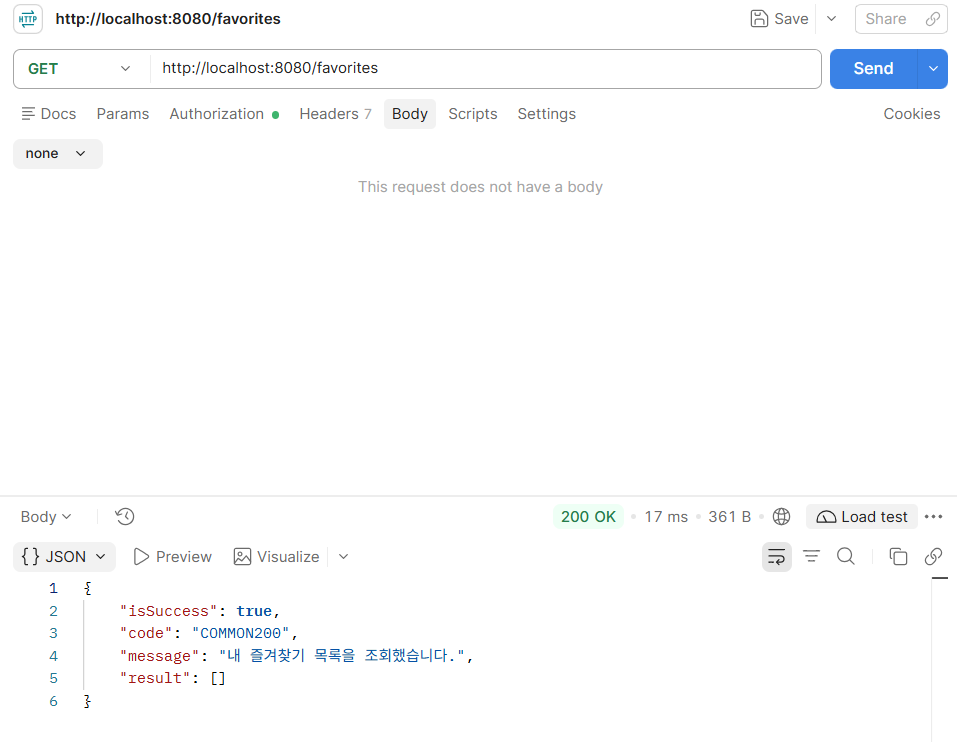 HTTP http://localhost:8080/favorites Save Share
GET http://localhost:8080/favorites Send
Docs Params Authorization Headers 7 Body Scripts Settings Cookies
none
This request does not have a body
Body 200 OK 17 ms 361 B Load test
{} JSON Preview Visualize
1 {
2 "isSuccess": true,
3 "code": "COMMON200",
4 "message": "내 즐겨찾기 목록을 조회했습니다.",
5 "result": []
6 }